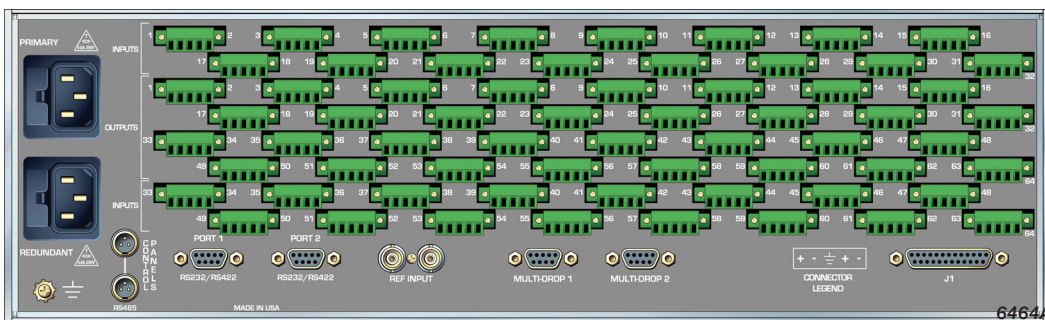 PRIMARY
INPUTS
1 2 3 4 5 6 7 8 9 10 11 12 13 14 15 16
17 18 19 20 21 22 23 24 25 26 27 28 29 30 31 32
OUTPUTS
1 2 3 4 5 6 7 8 9 10 11 12 13 14 15 16
17 18 19 20 21 22 23 24 25 26 27 28 29 30 31 32
33 34 35 36 37 38 39 40 41 42 43 44 45 46 47 48
49 50 51 52 53 54 55 56 57 58 59 60 61 62 63 64
INPUTS
33 34 35 36 37 38 39 40 41 42 43 44 45 46 47 48
49 50 51 52 53 54 55 56 57 58 59 60 61 62 63 64
REDUNDANT
CONTROL
PANELS
RS485
PORT 1
RS232/RS422
PORT 2
RS232/RS422
REF INPUT
MULTI-DROP 1
MULTI-DROP 2
+ - + -
CONNECTOR
LEGEND
J1
MADE IN USA
6464A